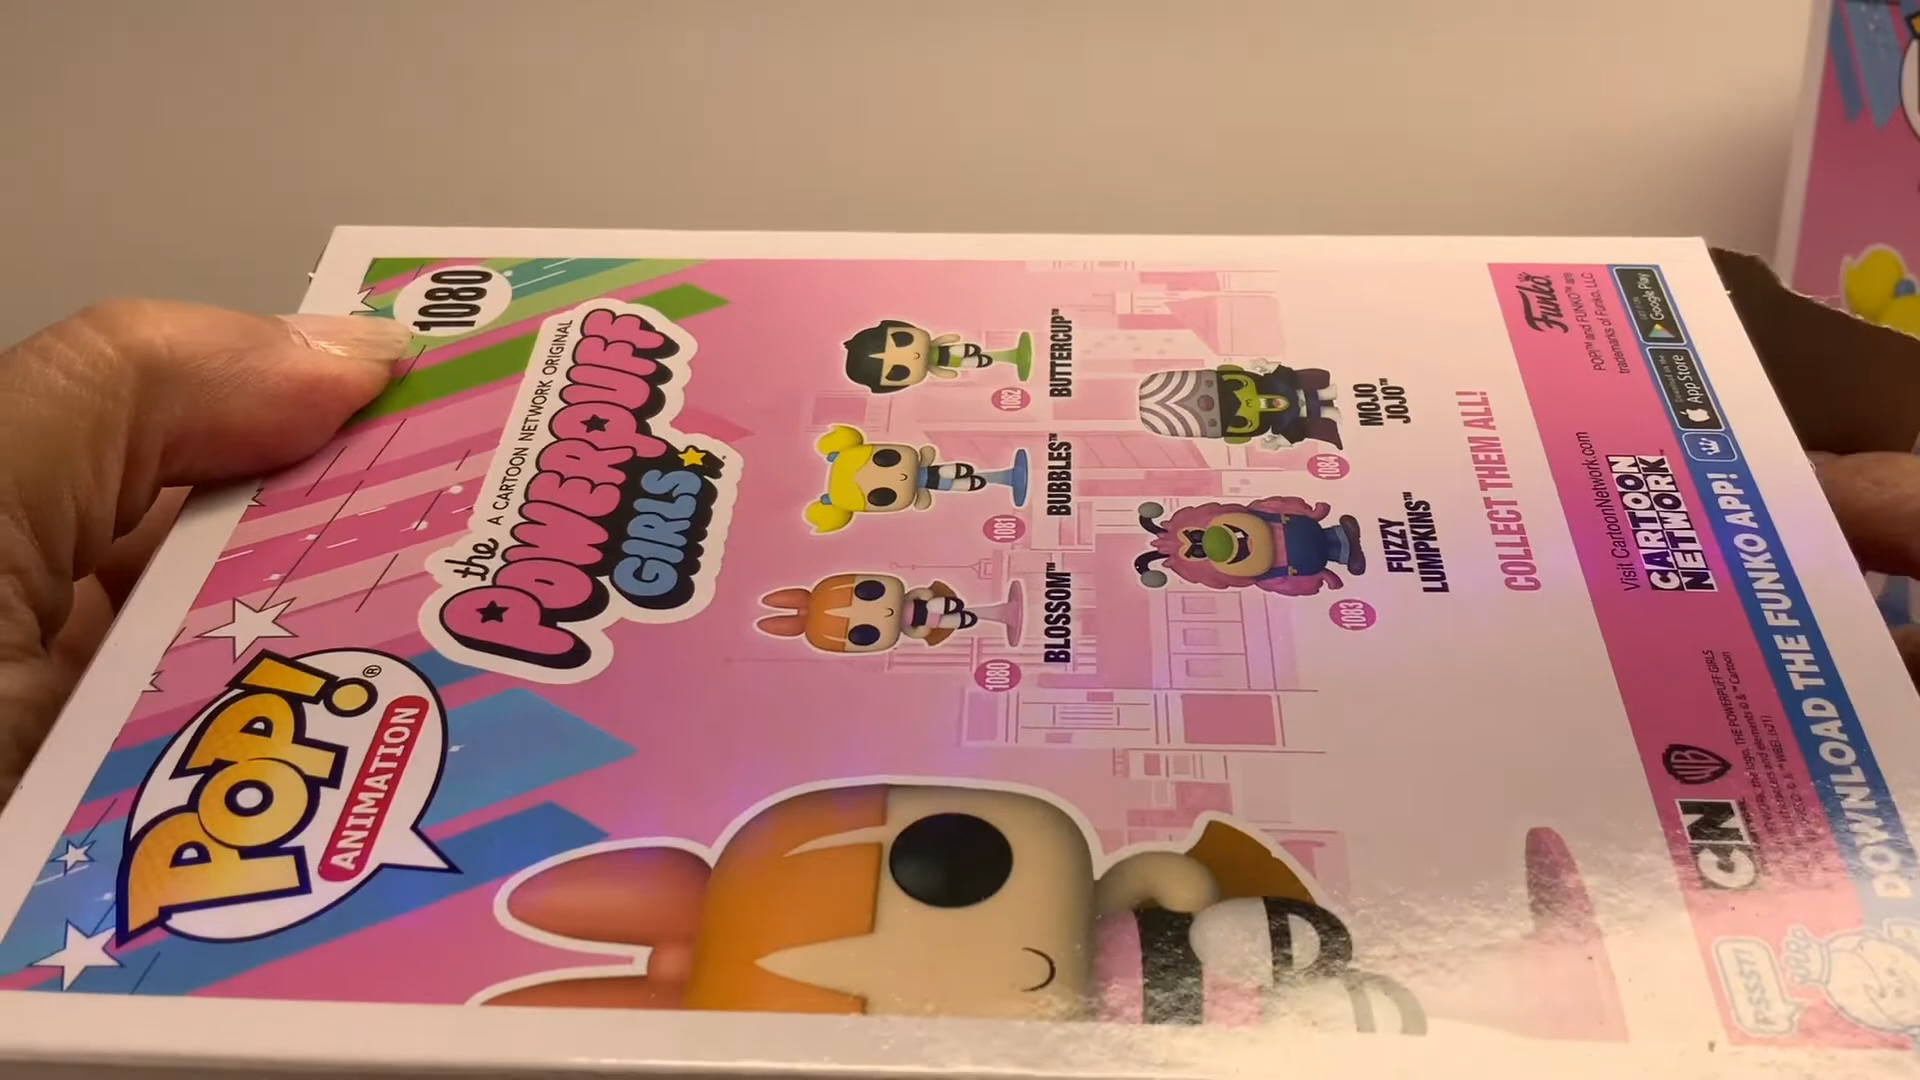 1080
POP!®
ANIMATION
A CARTOON NETWORK ORIGINAL
the
POWERPUFF
GIRLS
1080
1081
1082
BLOSSOM™
BUBBLES™
BUTTERCUP™
1083
1084
FUZZY
LUMPKINS™
MOJO
JOJO™
COLLECT THEM ALL!
Funko
POP!™ and FUNKO™ are
trademarks of Funko, LLC
Visit CartoonNetwork.com
CARTOON
NETWORK™
CN
WB
PSSST!
DOWNLOAD THE FUNKO APP!
App Store
Google Play